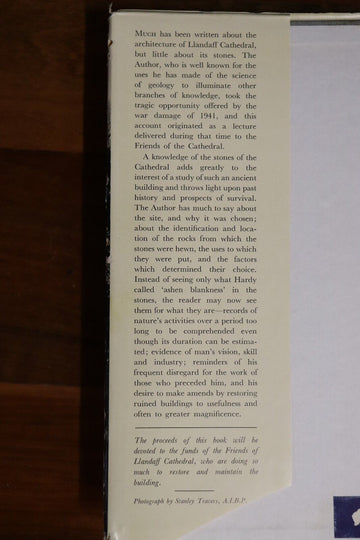 MUCH has been written about the
architecture of Llandaff Cathedral,
but little about its stones. The
Author, who is well known for the
uses he has made of the science
of geology to illuminate other
branches of knowledge, took the
tragic opportunity offered by the
war damage of 1941, and this
account originated as a lecture
delivered during that time to the
Friends of the Cathedral.
A knowledge of the stones of the
Cathedral adds greatly to the
interest of a study of such an ancient
building and throws light upon past
history and prospects of survival.
The Author has much to say about
the site, and why it was chosen;
about the identification and loca-
tion of the rocks from which the
stones were hewn, the uses to which
they were put, and the factors
which determined their choice.
Instead of seeing only what Hardy
called 'ashen blankness' in the
stones, the reader may now see
them for what they are—records of
nature's activities over a period too
long to be comprehended even
though its duration can be estima-
ted; evidence of man's vision, skill
and industry; reminders of his
frequent disregard for the work of
those who preceded him, and his
desire to make amends by restoring
ruined buildings to usefulness and
often to greater magnificence.
The proceeds of this book will be
devoted to the funds of the Friends of
Llandaff Cathedral, who are doing so
much to restore and maintain the
building.
Photograph by Stanley Travers, A.I.B.P.